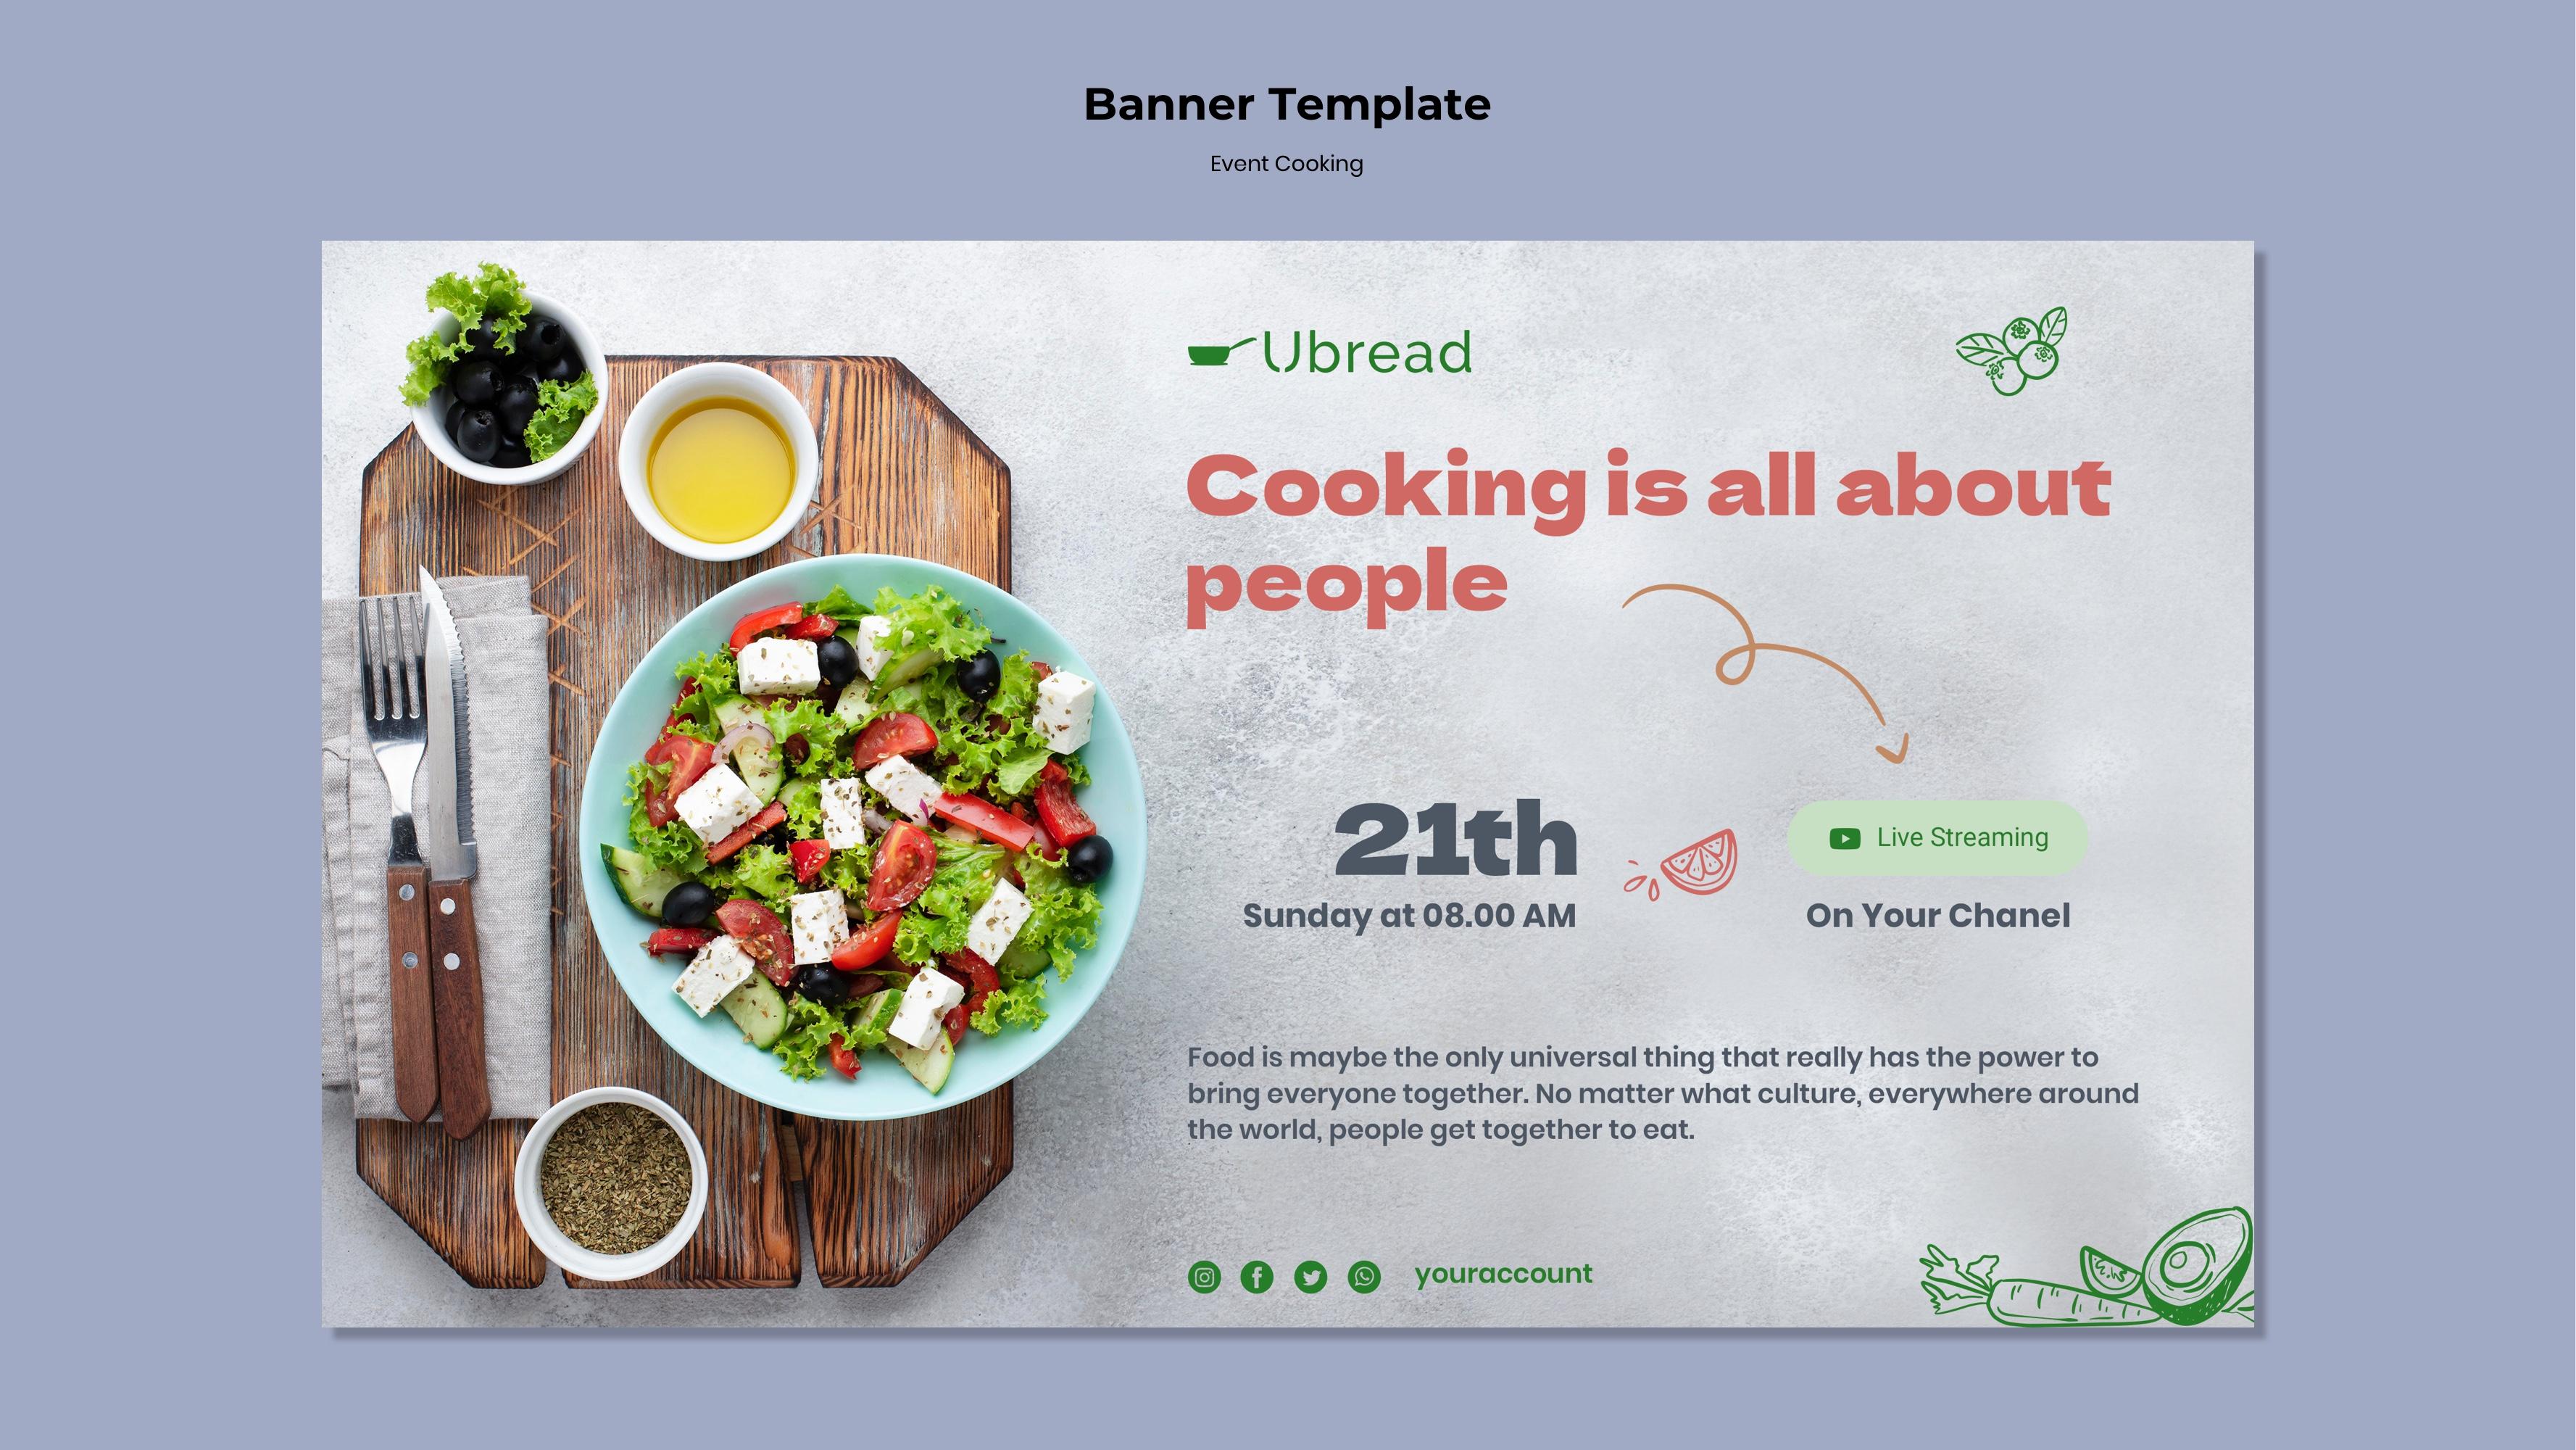 Banner Template
Event Cooking
Ubread
Cooking is all about
people
21th
Sunday at 08.00 AM
Live Streaming
On Your Chanel
Food is maybe the only universal thing that really has the power to
bring everyone together. No matter what culture, everywhere around
the world, people get together to eat.
youraccount